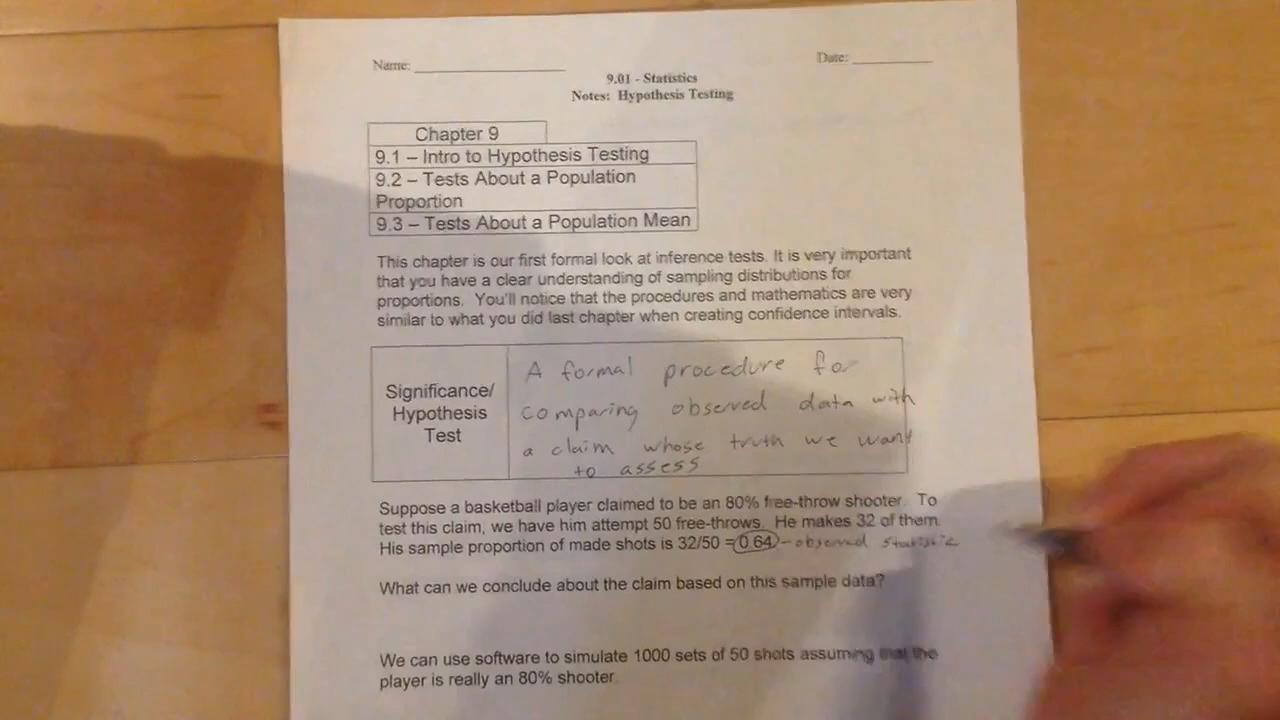 Name: _______________ Date: ________
9.01 - Statistics
Notes: Hypothesis Testing
Chapter 9
9.1 – Intro to Hypothesis Testing
9.2 – Tests About a Population
Proportion
9.3 – Tests About a Population Mean
This chapter is our first formal look at inference tests. It is very important
that you have a clear understanding of sampling distributions for
proportions. You'll notice that the procedures and mathematics are very
similar to what you did last chapter when creating confidence intervals.
Significance/
Hypothesis
Test
A formal procedure for
comparing observed data with
a claim whose truth we want
to assess
Suppose a basketball player claimed to be an 80% free-throw shooter. To
test this claim, we have him attempt 50 free-throws. He makes 32 of them.
His sample proportion of made shots is 32/50 = 0.64 - observed statistic
What can we conclude about the claim based on this sample data?
We can use software to simulate 1000 sets of 50 shots assuming that the
player is really an 80% shooter.